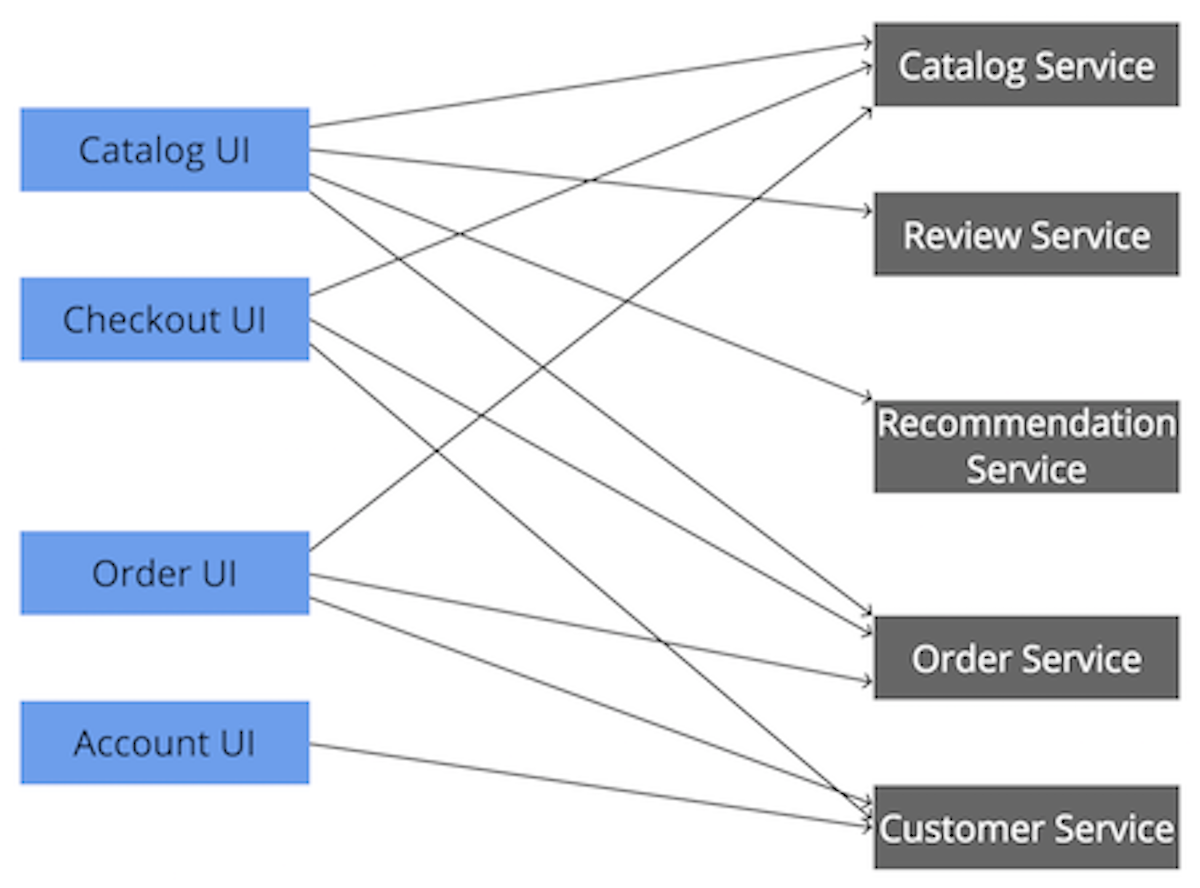 Catalog UI
Checkout UI
Order UI
Account UI
Catalog Service
Review Service
Recommendation
Service
Order Service
Customer Service